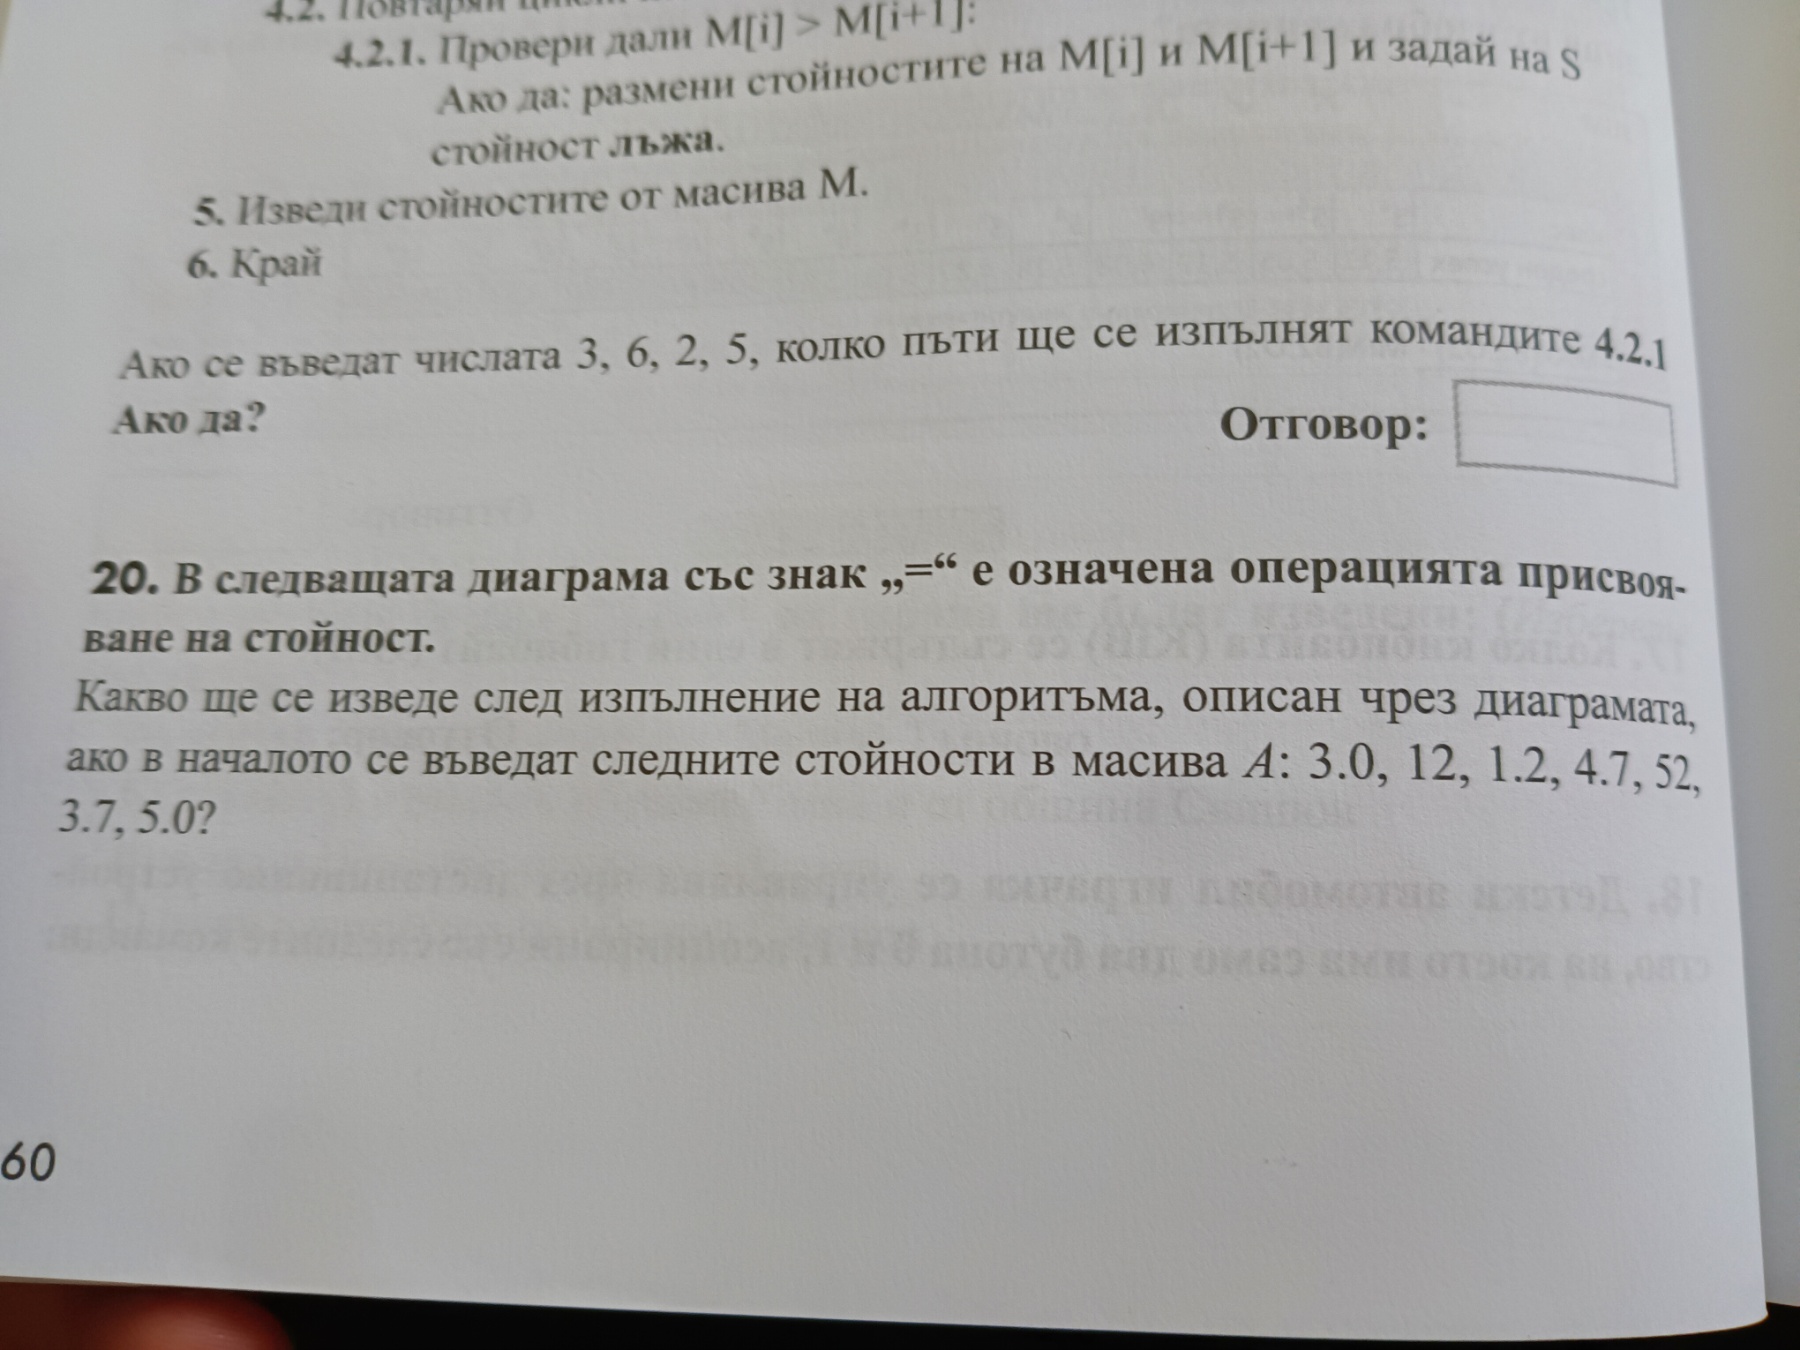 4.2. Повтаряй
4.2.1. Провери дали M[i] > M[i+1]:
Ако да: размени стойностите на M[i] и M[i+1] и задай на S
стойност лъжа.
5. Изведи стойностите от масива M.
6. Край
Ако се въведат числата 3, 6, 2, 5, колко пъти ще се изпълнят командите 4.2.1
Ако да?
Отговор:
20. В следващата диаграма със знак „=“ е означена операцията присвоя-
ване на стойност.
Какво ще се изведе след изпълнение на алгоритъма, описан чрез диаграмата,
ако в началото се въведат следните стойности в масива A: 3.0, 12, 1.2, 4.7, 52,
3.7, 5.0?
60